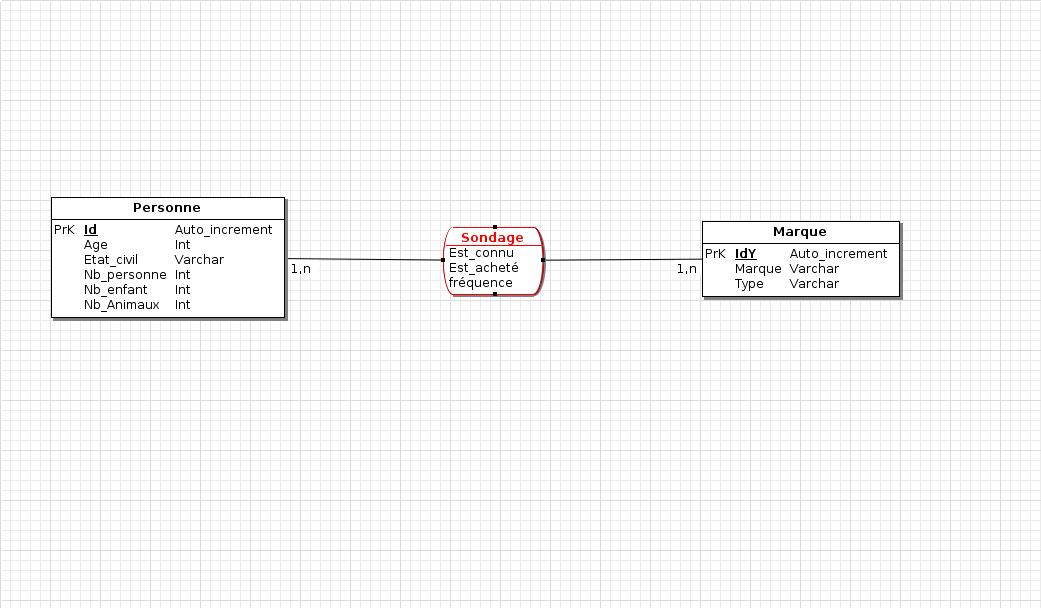 Personne
PrK Id Auto_increment
Age Int
Etat_civil Varchar
Nb_personne Int
Nb_enfant Int
Nb_Animaux Int
1,n
Sondage
Est_connu
Est_acheté
fréquence
1,n
Marque
PrK IdY Auto_increment
Marque Varchar
Type Varchar